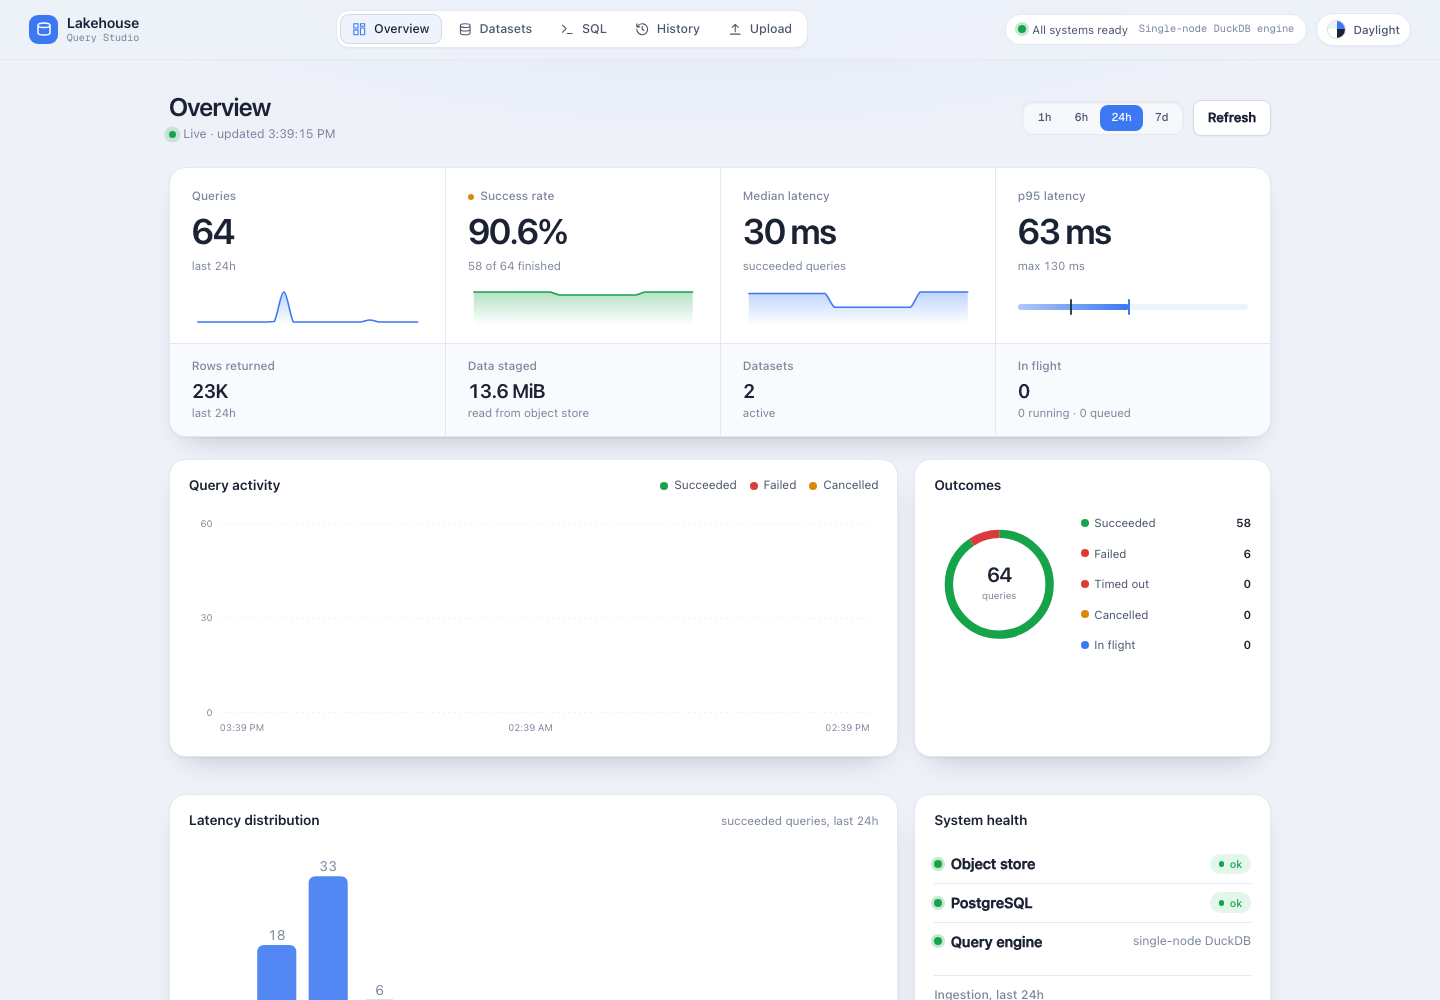 Lakehouse
Query Studio
Overview
Datasets
SQL
History
Upload
All systems ready Single-node DuckDB engine
Daylight
Overview
Live · updated 3:39:15 PM
1h 6h 24h 7d
Refresh
Queries
64
last 24h
Success rate
90.6%
58 of 64 finished
Median latency
30 ms
succeeded queries
p95 latency
63 ms
max 130 ms
Rows returned
23K
last 24h
Data staged
13.6 MiB
read from object store
Datasets
2
active
In flight
0
0 running · 0 queued
Query activity
Succeeded Failed Cancelled
60
30
0
03:39 PM 02:39 AM 02:39 PM
Outcomes
64
queries
Succeeded 58
Failed 6
Timed out 0
Cancelled 0
In flight 0
Latency distribution
succeeded queries, last 24h
33
18
6
System health
Object store ok
PostgreSQL ok
Query engine single-node DuckDB
Ingestion, last 24h